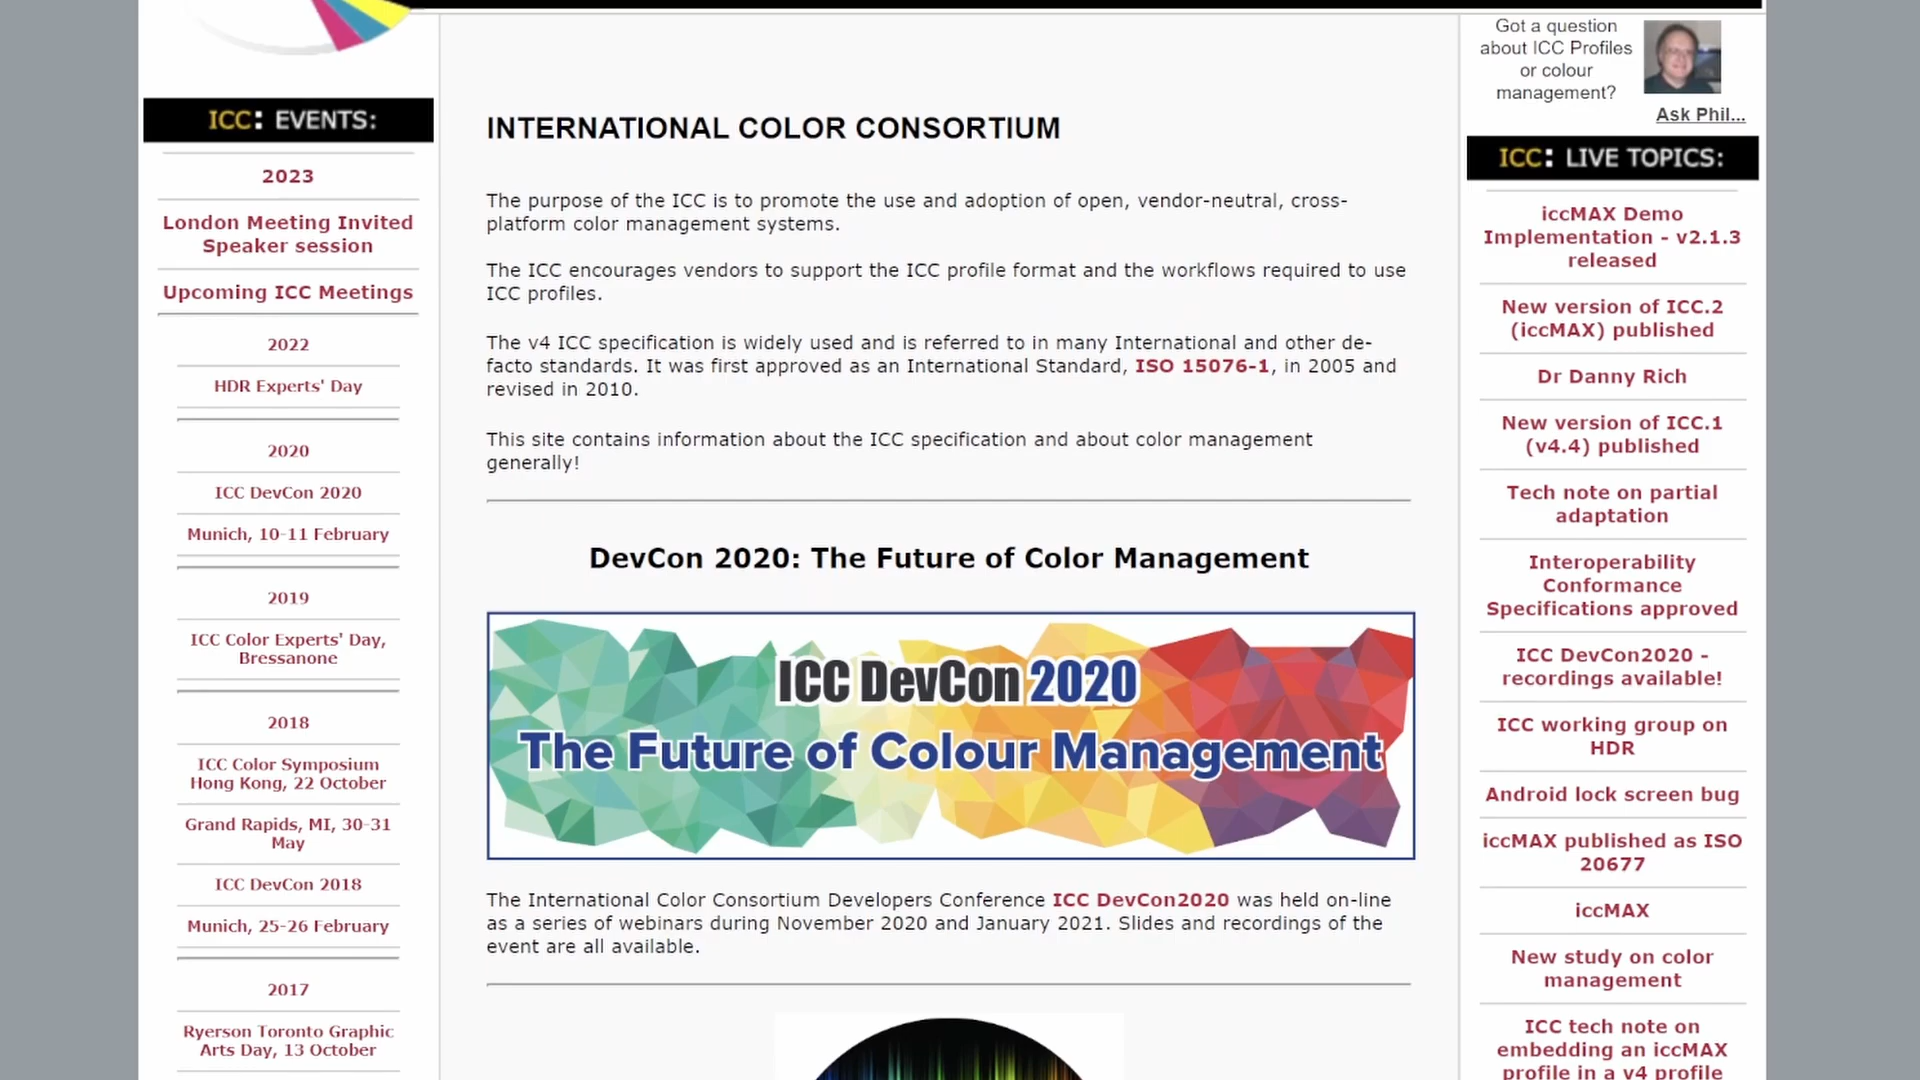 ICC: EVENTS:
2023
London Meeting Invited
Speaker session
Upcoming ICC Meetings
2022
HDR Experts' Day
2020
ICC DevCon 2020
Munich, 10-11 February
2019
ICC Color Experts' Day,
Bressanone
2018
ICC Color Symposium
Hong Kong, 22 October
Grand Rapids, MI, 30-31
May
ICC DevCon 2018
Munich, 25-26 February
2017
Ryerson Toronto Graphic
Arts Day, 13 October
INTERNATIONAL COLOR CONSORTIUM
The purpose of the ICC is to promote the use and adoption of open, vendor-neutral, cross-
platform color management systems.
The ICC encourages vendors to support the ICC profile format and the workflows required to use
ICC profiles.
The v4 ICC specification is widely used and is referred to in many International and other de-
facto standards. It was first approved as an International Standard, ISO 15076-1, in 2005 and
revised in 2010.
This site contains information about the ICC specification and about color management
generally!
DevCon 2020: The Future of Color Management
ICC DevCon 2020
The Future of Colour Management
The International Color Consortium Developers Conference ICC DevCon2020 was held on-line
as a series of webinars during November 2020 and January 2021. Slides and recordings of the
event are all available.
Got a question
about ICC Profiles
or colour
management?
Ask Phil...
ICC: LIVE TOPICS:
iccMAX Demo
Implementation - v2.1.3
released
New version of ICC.2
(iccMAX) published
Dr Danny Rich
New version of ICC.1
(v4.4) published
Tech note on partial
adaptation
Interoperability
Conformance
Specifications approved
ICC DevCon2020 -
recordings available!
ICC working group on
HDR
Android lock screen bug
iccMAX published as ISO
20677
iccMAX
New study on color
management
ICC tech note on
embedding an iccMAX
profile in a v4 profile